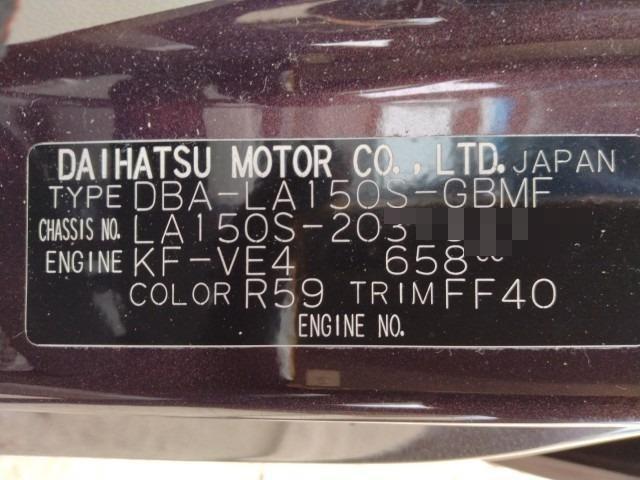 DAIHATSU MOTOR CO., LTD. JAPAN
TYPE DBA-LA150S-GBMF
CHASSIS NO. LA150S-203
ENGINE KF-VE4 658cc
COLOR R59 TRIM FF40
ENGINE NO.